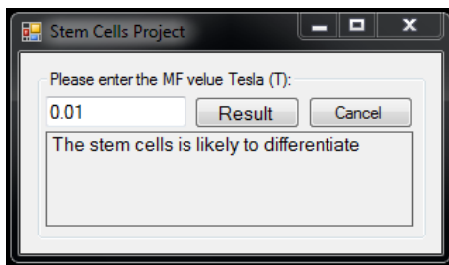 Stem Cells Project
Please enter the MF velue Tesla (T):
0.01 Result Cancel
The stem cells is likely to differentiate